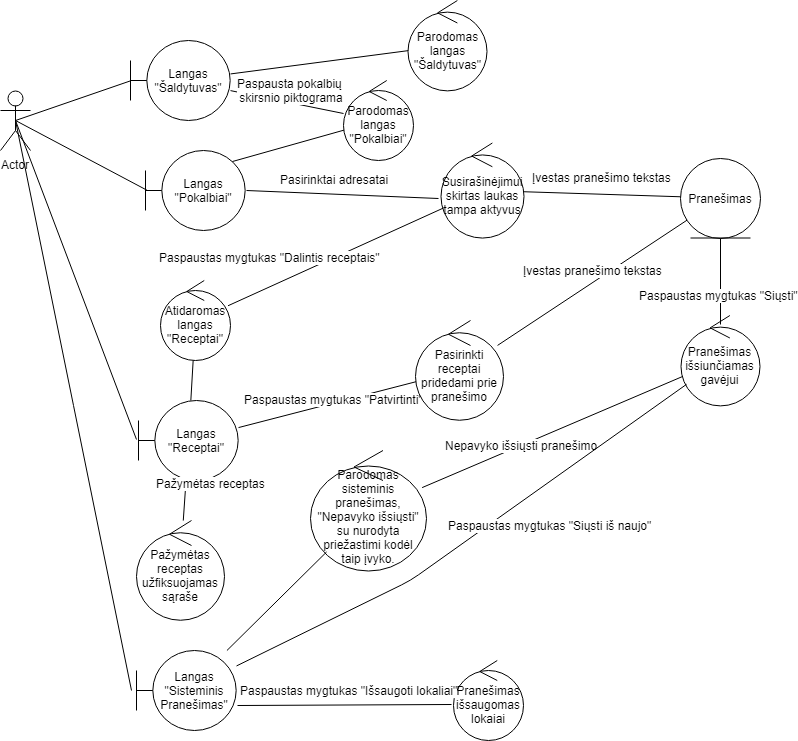 Parodomas
langas
"Šaldytuvas"
Langas
"Šaldytuvas"
Paspausta pokalbių
skirsnio piktograma
Parodomas
langas
"Pokalbiai"
Actor
Langas
"Pokalbiai"
Pasirinktai adresatai
Susirašinėjimui
skirtas laukas
tampa aktyvus
Įvestas pranešimo tekstas
Pranešimas
Paspaustas mygtukas "Dalintis receptais"
Įvestas pranešimo tekstas
Paspaustas mygtukas "Siųsti"
Atidaromas
langas
"Receptai"
Pasirinkti
receptai
pridedami prie
pranešimo
Pranešimas
išsiunčiamas
gavėjui
Paspaustas mygtukas "Patvirtinti
Langas
"Receptai"
Nepavyko išsiųsti pranešimo
Pažymėtas receptas
Parodomas
sisteminis
pranešimas,
"Nepavyko išsiųsti"
su nurodyta
priežastimi kodėl
taip įvyko.
Paspaustas mygtukas "Siųsti iš naujo"
Pažymėtas
receptas
užfiksuojamas
sąraše
Langas
"Sisteminis
Pranešimas"
Paspaustas mygtukas "Išsaugoti lokaliai"
Pranešimas
išsaugomas
lokaiai